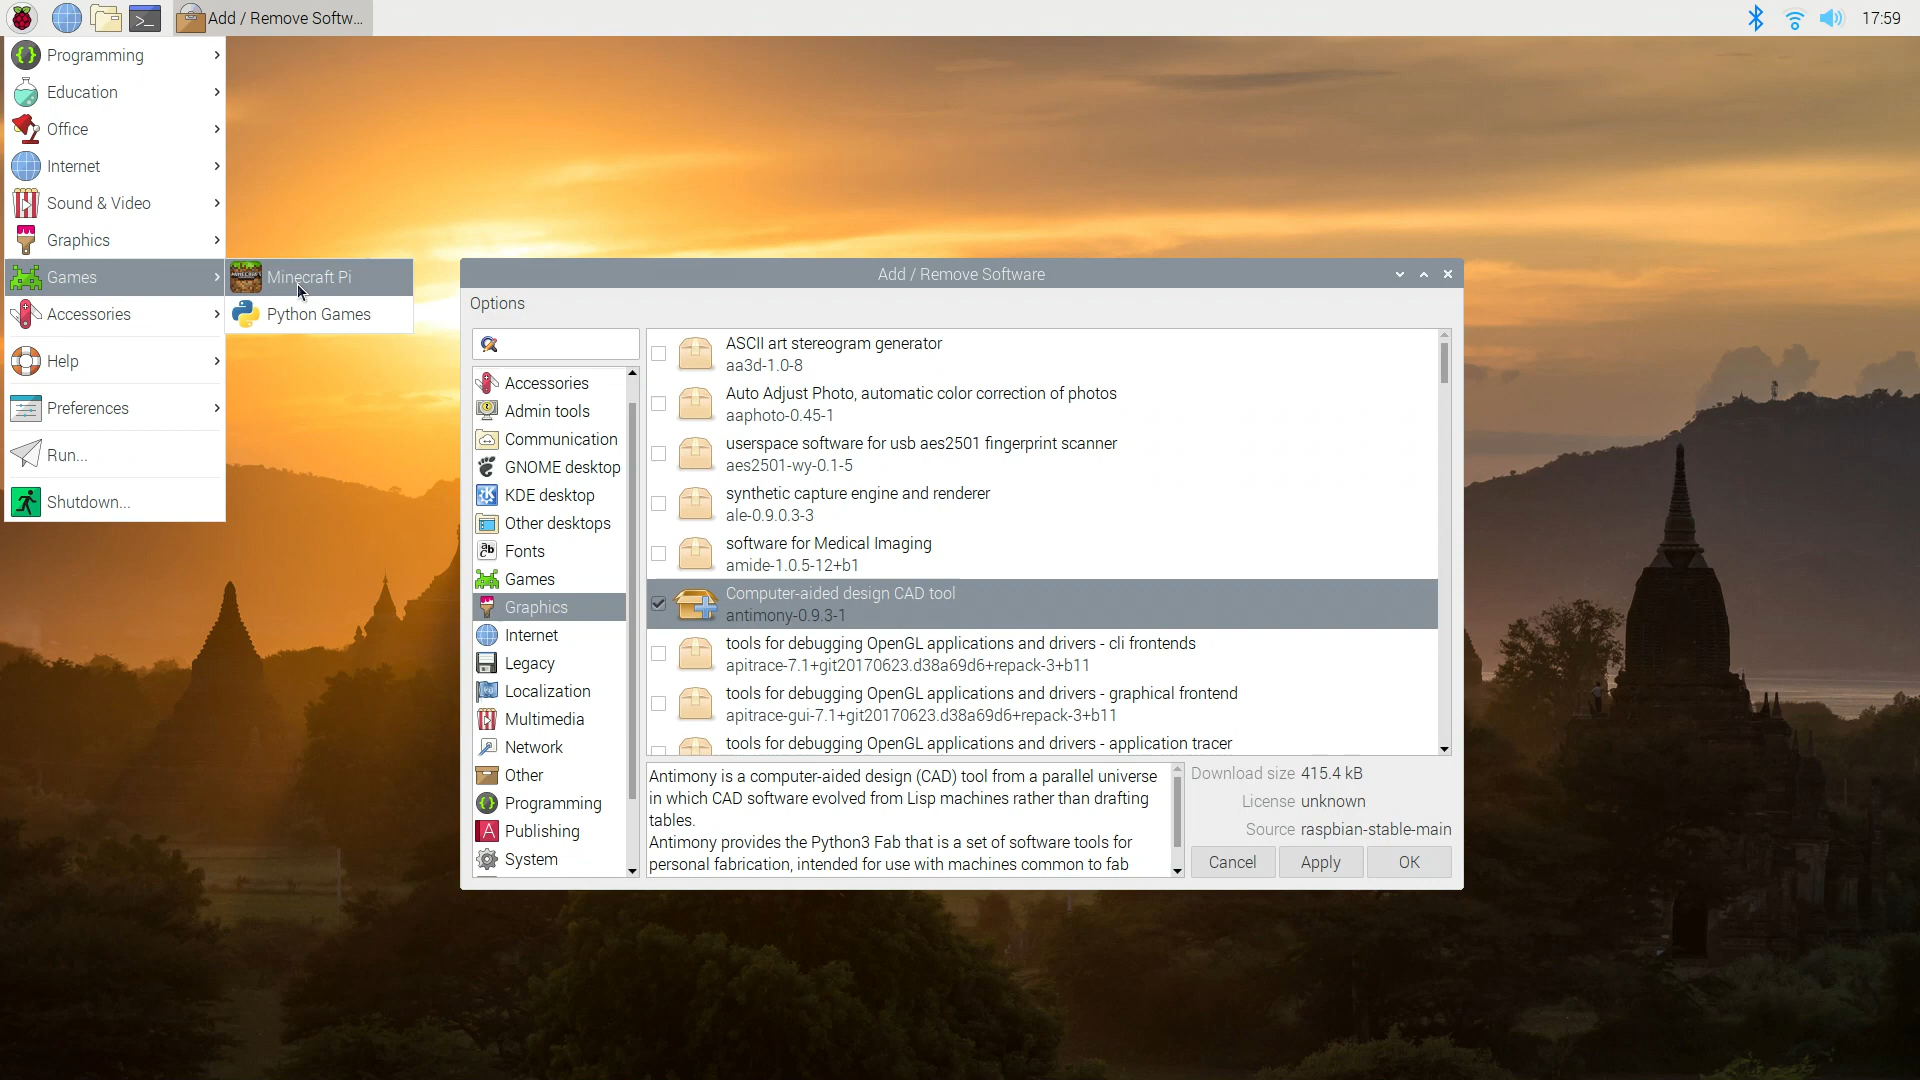 Add / Remove Softw...
17:59
Programming
Education
Office
Internet
Sound & Video
Graphics
Games
Accessories
Help
Preferences
Run...
Shutdown...
Minecraft Pi
Python Games
Add / Remove Software
Options
Accessories
Admin tools
Communication
GNOME desktop
KDE desktop
Other desktops
Fonts
Games
Graphics
Internet
Legacy
Localization
Multimedia
Network
Other
Programming
Publishing
System
ASCII art stereogram generator
aa3d-1.0-8
Auto Adjust Photo, automatic color correction of photos
aaphoto-0.45-1
userspace software for usb aes2501 fingerprint scanner
aes2501-wy-0.1-5
synthetic capture engine and renderer
ale-0.9.0.3-3
software for Medical Imaging
amide-1.0.5-12+b1
Computer-aided design CAD tool
antimony-0.9.3-1
tools for debugging OpenGL applications and drivers - cli frontends
apitrace-7.1+git20170623.d38a69d6+repack-3+b11
tools for debugging OpenGL applications and drivers - graphical frontend
apitrace-gui-7.1+git20170623.d38a69d6+repack-3+b11
tools for debugging OpenGL applications and drivers - application tracer
Antimony is a computer-aided design (CAD) tool from a parallel universe
in which CAD software evolved from Lisp machines rather than drafting
tables.
Antimony provides the Python3 Fab that is a set of software tools for
personal fabrication, intended for use with machines common to fab
Download size 415.4 kB
License unknown
Source raspbian-stable-main
Cancel
Apply
OK